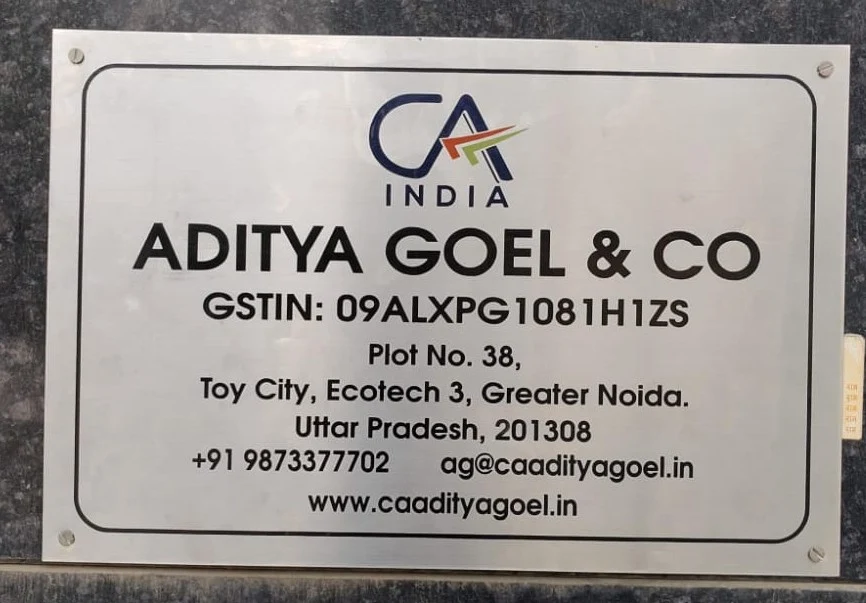 CA
INDIA
ADITYA GOEL & CO
GSTIN: 09ALXPG1081H1ZS
Plot No. 38,
Toy City, Ecotech 3, Greater Noida.
Uttar Pradesh, 201308
+91 9873377702 ag@caadityagoel.in
www.caadityagoel.in